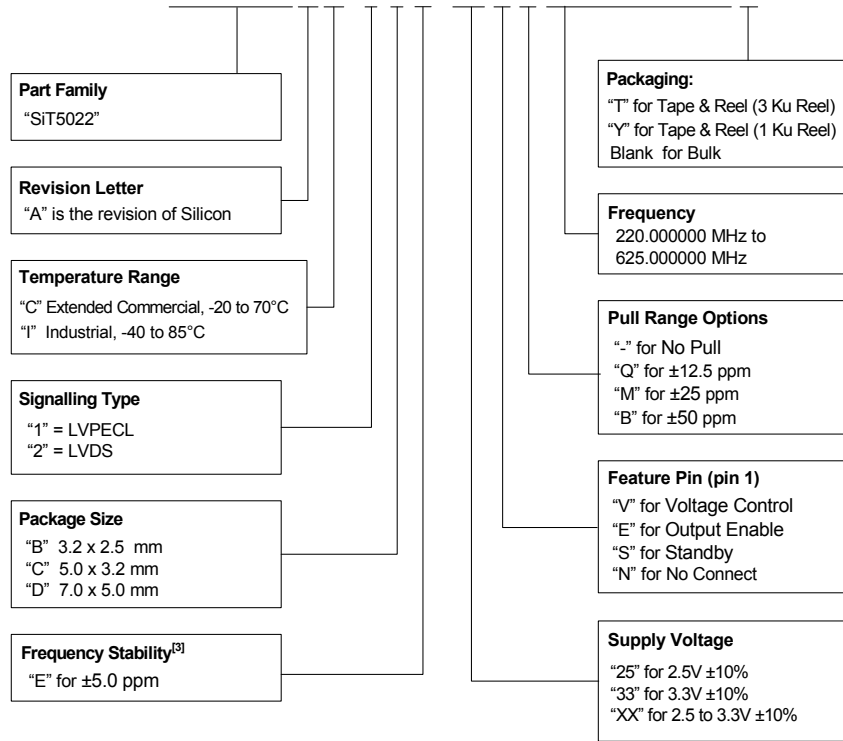 Part Family
“SiT5022”
Revision Letter
“A” is the revision of Silicon
Temperature Range
“C” Extended Commercial, -20 to 70°C
“I” Industrial, -40 to 85°C
Signalling Type
“1” = LVPECL
“2” = LVDS
Package Size
“B” 3.2 x 2.5 mm
“C” 5.0 x 3.2 mm
“D” 7.0 x 5.0 mm
Frequency Stability[3]
“E” for ±5.0 ppm
Packaging:
“T” for Tape & Reel (3 Ku Reel)
“Y” for Tape & Reel (1 Ku Reel)
Blank for Bulk
Frequency
220.000000 MHz to
625.000000 MHz
Pull Range Options
“-” for No Pull
“Q” for ±12.5 ppm
“M” for ±25 ppm
“B” for ±50 ppm
Feature Pin (pin 1)
“V” for Voltage Control
“E” for Output Enable
“S” for Standby
“N” for No Connect
Supply Voltage
“25” for 2.5V ±10%
“33” for 3.3V ±10%
“XX” for 2.5 to 3.3V ±10%